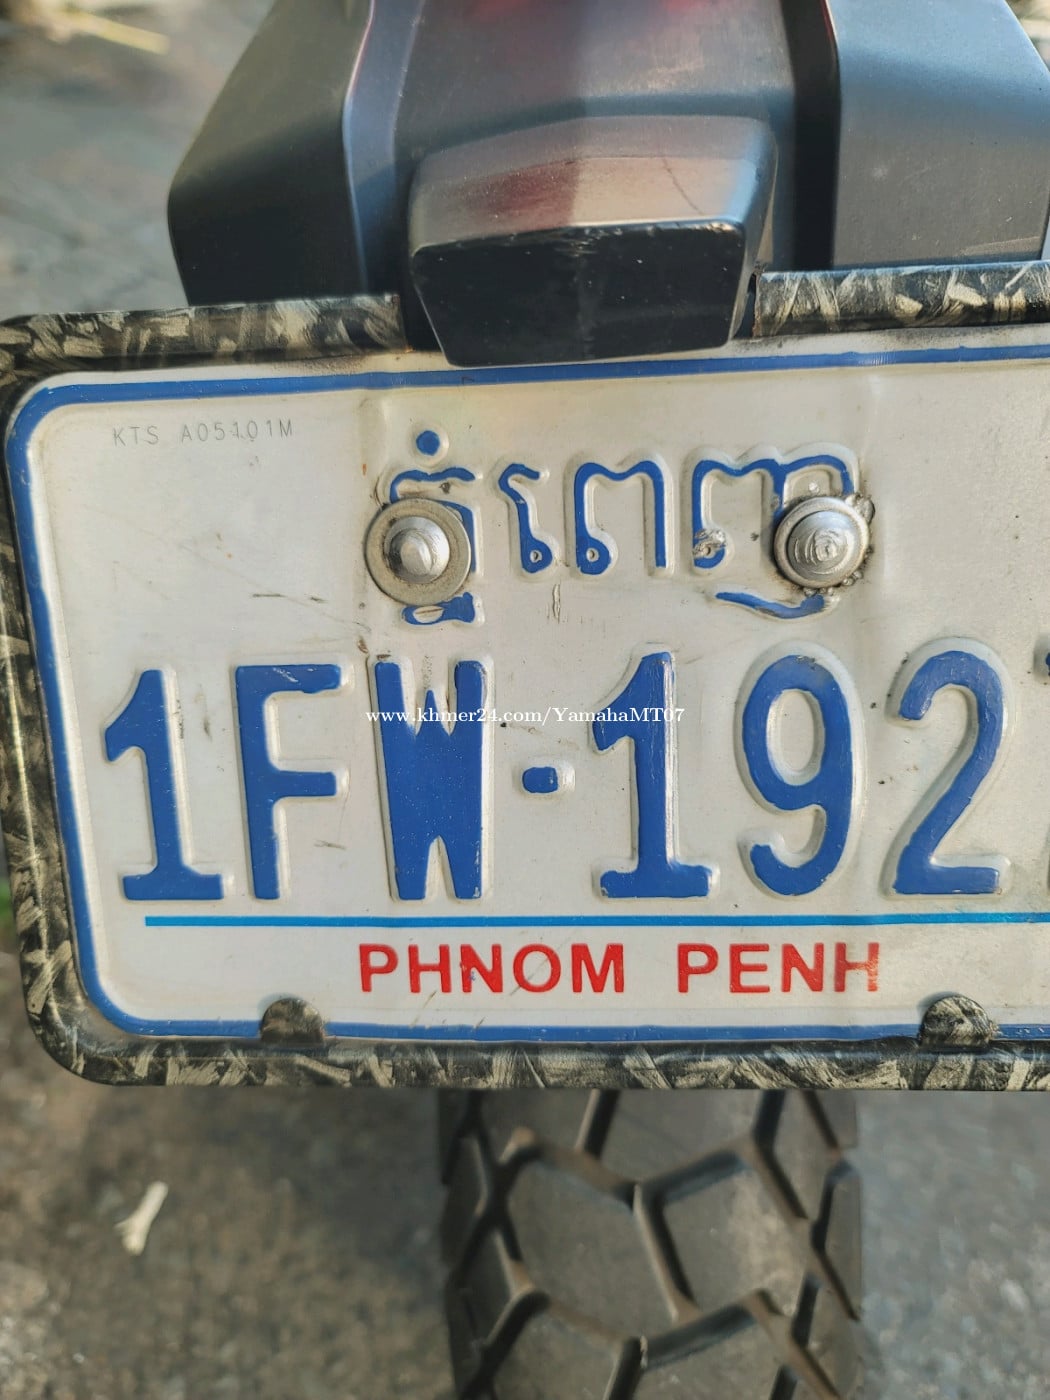 KTS A05101M
ភ្នំពេញ
1FW·192
www.khmer24.com/YamahaMT07
PHNOM PENH